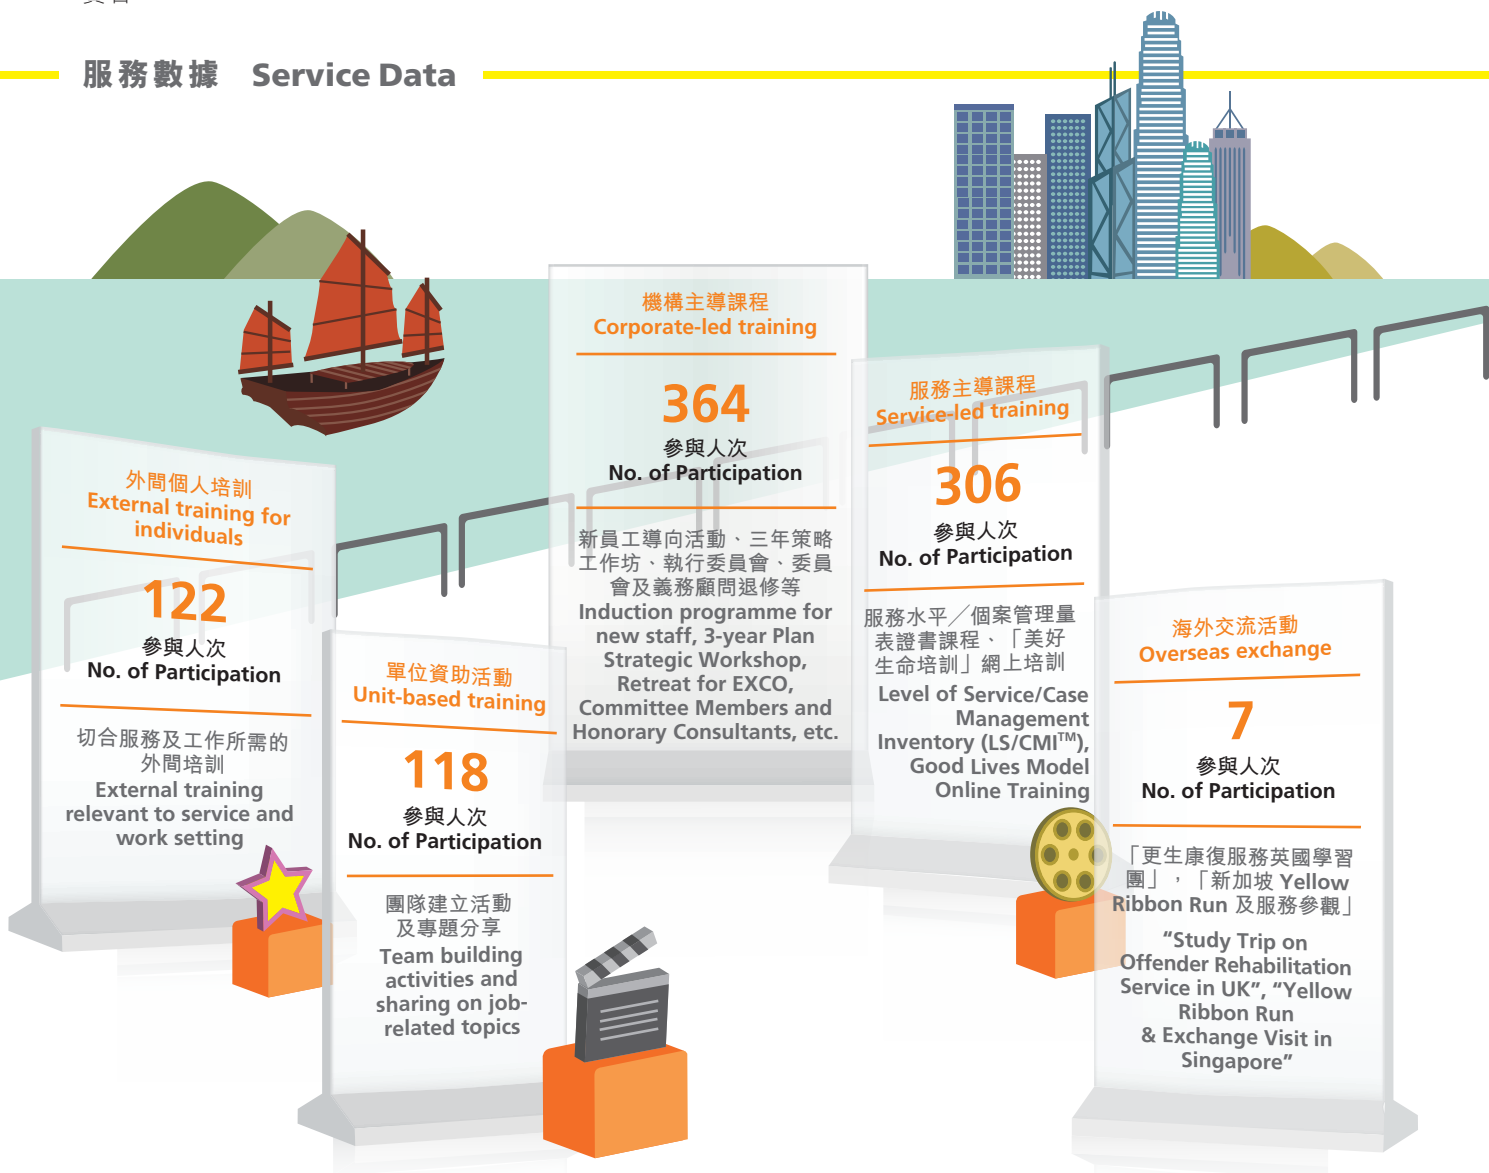 服務數據 Service Data
機構主導課程
Corporate-led training
364
參與人次
No. of Participation
新員工導向活動、三年策略
工作坊、執行委員會、委員
會及義務顧問退修等
Induction programme for
new staff, 3-year Plan
Strategic Workshop,
Retreat for EXCO,
Committee Members and
Honorary Consultants, etc.
服務主導課程
Service-led training
306
參與人次
No. of Participation
服務水平／個案管理量
表證書課程、「美好
生命培訓」網上培訓
Level of Service/Case
Management
Inventory (LS/CMI™),
Good Lives Model
Online Training
外間個人培訓
External training for
individuals
122
參與人次
No. of Participation
切合服務及工作所需的
外間培訓
External training
relevant to service and
work setting
單位資助活動
Unit-based training
118
參與人次
No. of Participation
團隊建立活動
及專題分享
Team building
activities and
sharing on job-
related topics
海外交流活動
Overseas exchange
7
參與人次
No. of Participation
「更生康復服務英國學習
團」，「新加坡 Yellow
Ribbon Run 及服務參觀」
“Study Trip on
Offender Rehabilitation
Service in UK”, “Yellow
Ribbon Run
& Exchange Visit in
Singapore”